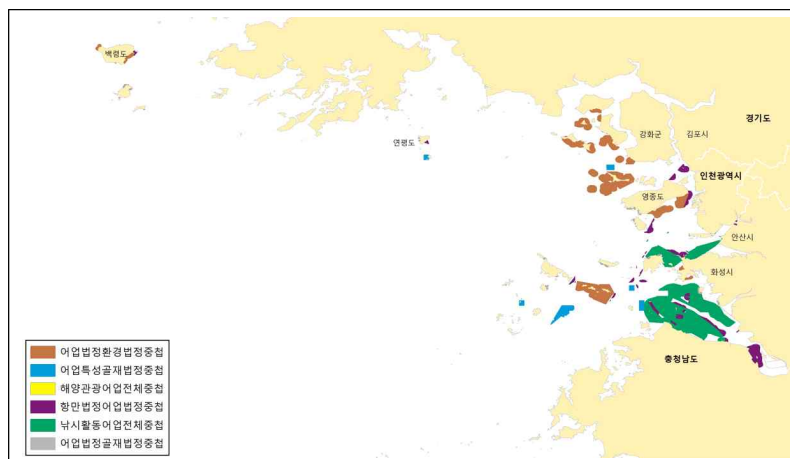 백령도
연평도
강화군
김포시
경기도
인천광역시
영종도
안산시
화성시
충청남도
어업법정환경법정중첩
어업특성골재법정중첩
해양관광어업전체중첩
항만법정어업법정중첩
낚시활동어업전체중첩
어업법정골재법정중첩